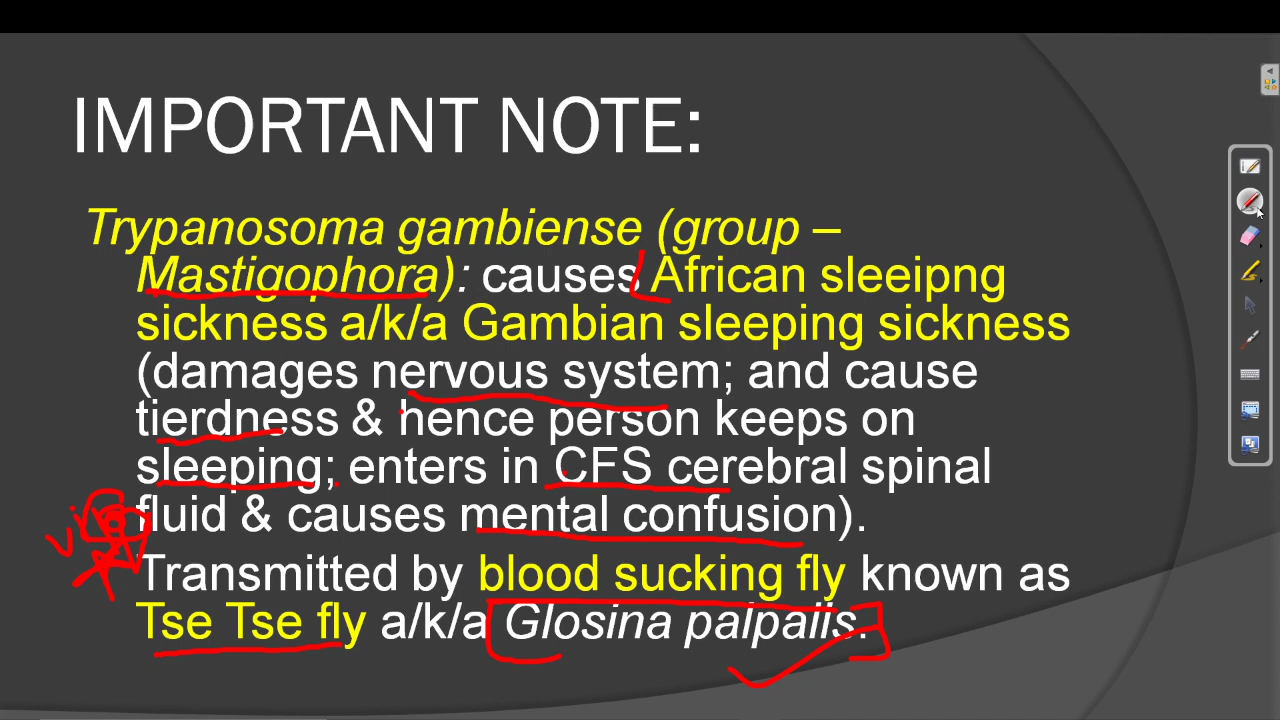 IMPORTANT NOTE:
Trypanosoma gambiense (group –
Mastigophora): causes African sleeipng
sickness a/k/a Gambian sleeping sickness
(damages nervous system; and cause
tierdness & hence person keeps on
sleeping; enters in CFS cerebral spinal
fluid & causes mental confusion).
Transmitted by blood sucking fly known as
Tse Tse fly a/k/a Glosina palpalis.